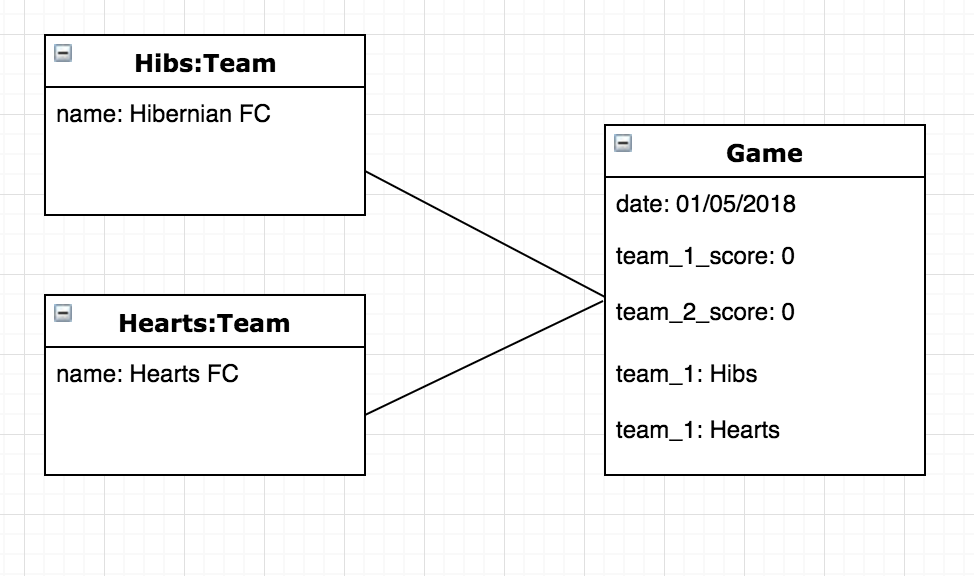 Hibs:Team
name: Hibernian FC
Hearts:Team
name: Hearts FC
Game
date: 01/05/2018
team_1_score: 0
team_2_score: 0
team_1: Hibs
team_1: Hearts